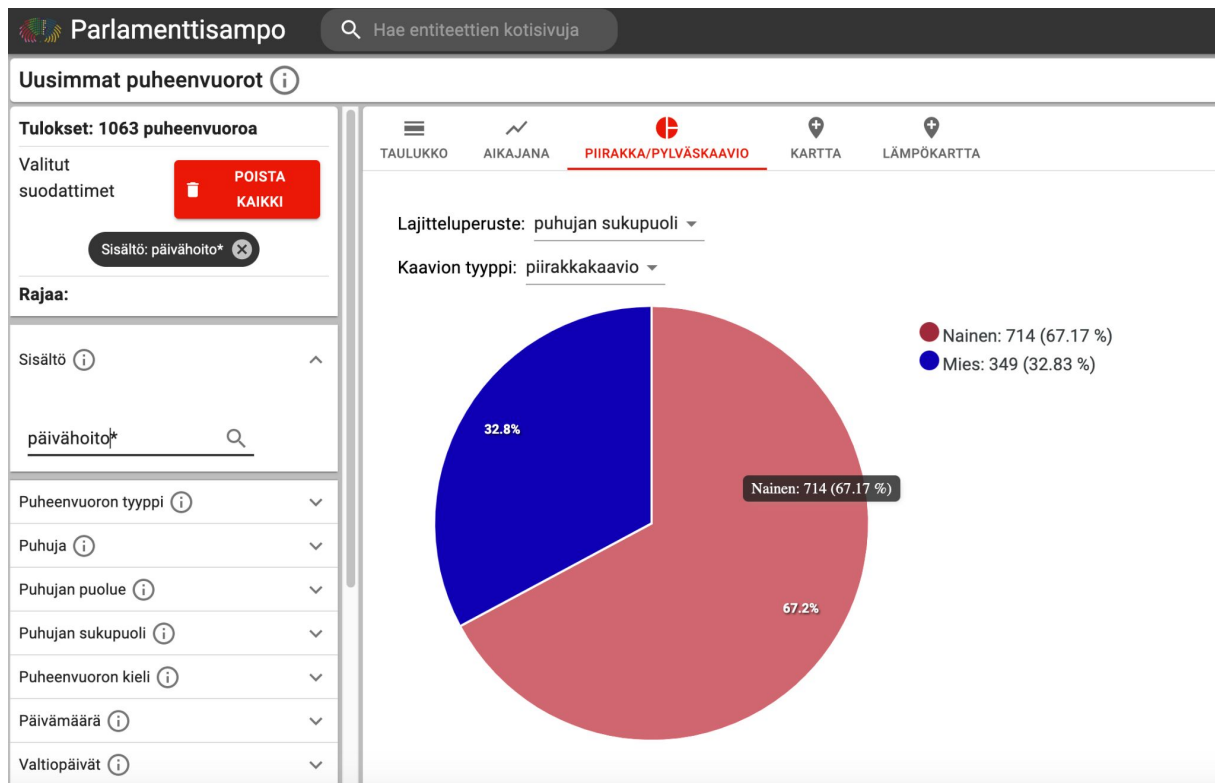 Parlamenttisampo
Hae entiteettien kotisivuja
Uusimmat puheenvuorot
Tulokset: 1063 puheenvuoroa
Valitut
suodattimet
POISTA
KAIKKI
Sisältö: päivähoito*
Rajaa:
Sisältö
päivähoito*
Puheenvuoron tyyppi
Puhuja
Puhujan puolue
Puhujan sukupuoli
Puheenvuoron kieli
Päivämäärä
Valtiopäivät
TAULUKKO
AIKAJANA
PIIRAKKA/PYLVÄSKAAVIO
KARTTA
LÄMPÖKARTTA
Lajitteluperuste: puhujan sukupuoli
Kaavion tyyppi: piirakkakaavio
Nainen: 714 (67.17 %)
Mies: 349 (32.83 %)
32.8%
Nainen: 714 (67.17 %)
67.2%